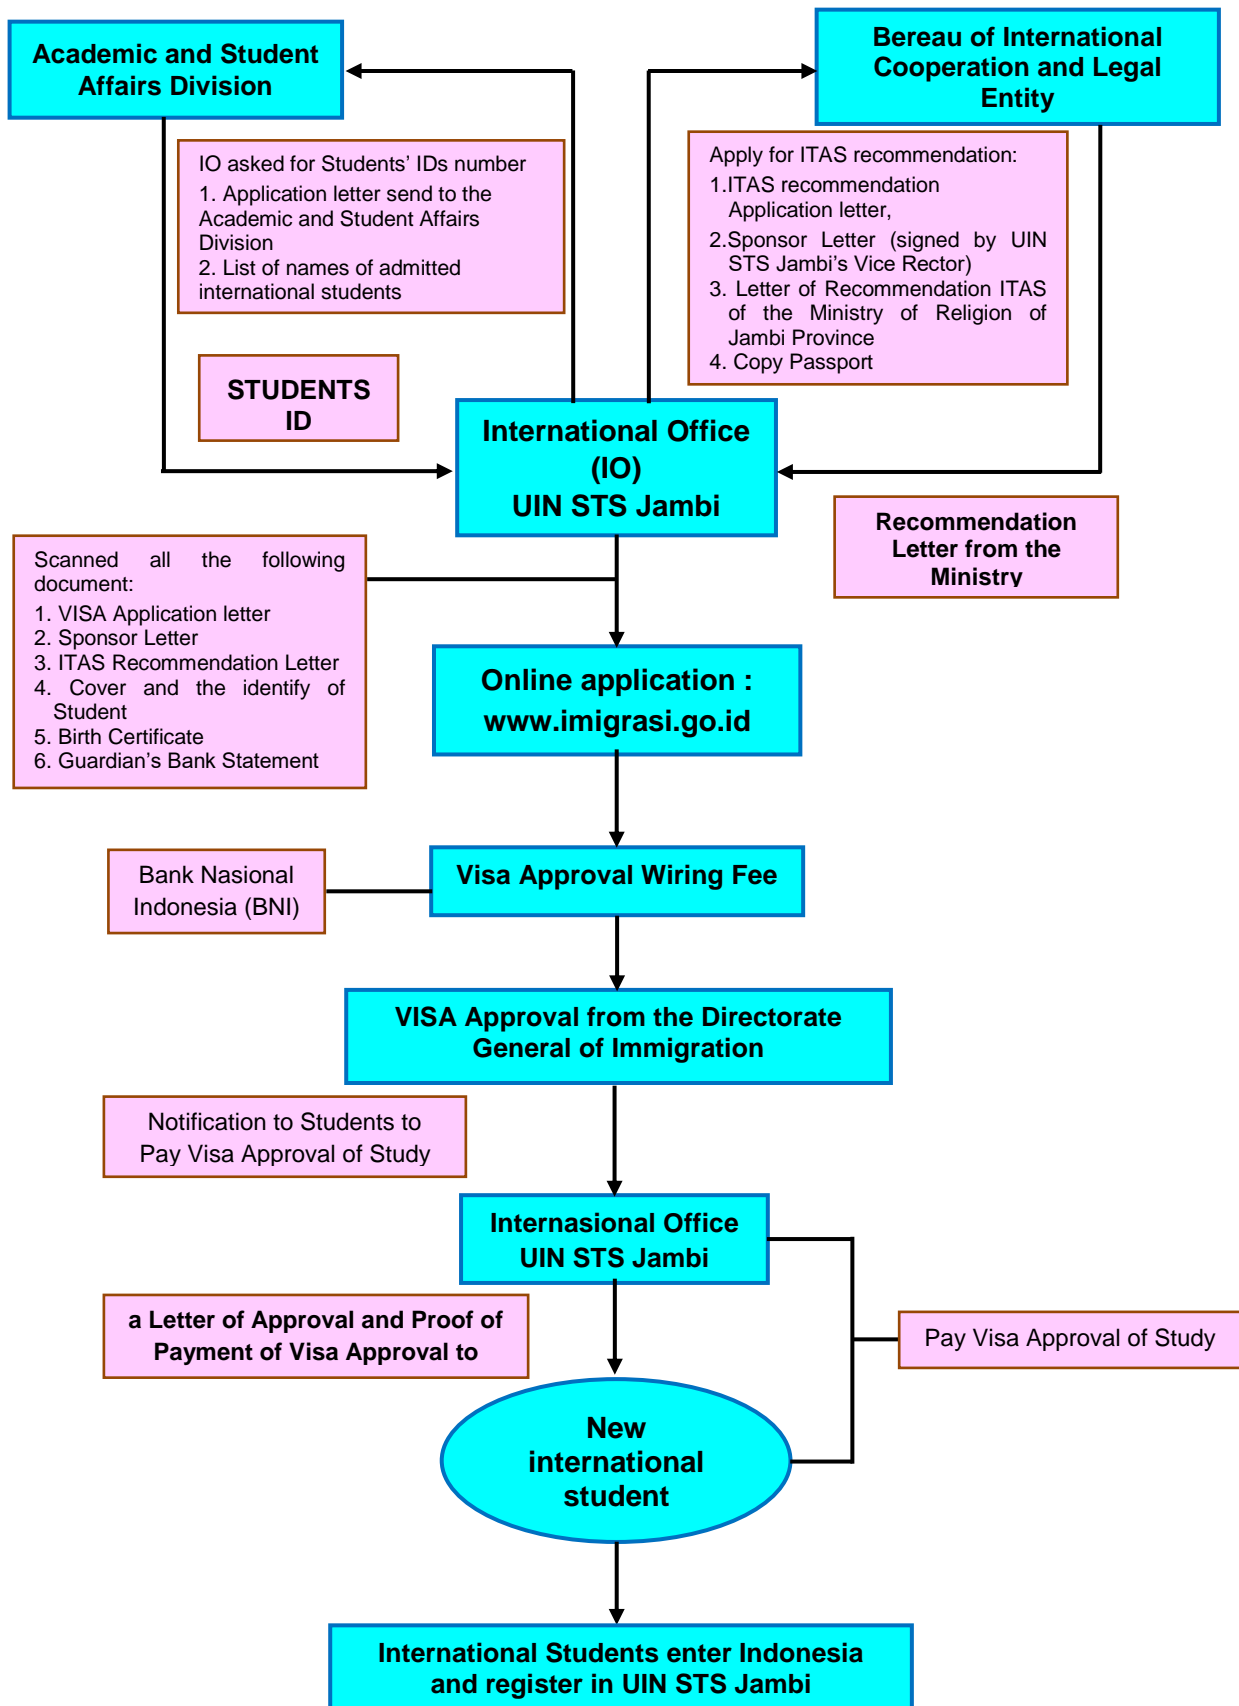 Academic and Student
Affairs Division
Bereau of International
Cooperation and Legal
Entity
IO asked for Students’ IDs number
1. Application letter send to the
Academic and Student Affairs
Division
2. List of names of admitted
international students
Apply for ITAS recommendation:
1.ITAS recommendation
Application letter,
2.Sponsor Letter (signed by UIN
STS Jambi’s Vice Rector)
3. Letter of Recommendation ITAS
of the Ministry of Religion of
Jambi Province
4. Copy Passport
STUDENTS
ID
International Office
(IO)
UIN STS Jambi
Recommendation
Letter from the
Ministry
Scanned all the following
document:
1. VISA Application letter
2. Sponsor Letter
3. ITAS Recommendation Letter
4. Cover and the identify of
Student
5. Birth Certificate
6. Guardian’s Bank Statement
Online application :
www.imigrasi.go.id
Bank Nasional
Indonesia (BNI)
Visa Approval Wiring Fee
VISA Approval from the Directorate
General of Immigration
Notification to Students to
Pay Visa Approval of Study
Internasional Office
UIN STS Jambi
a Letter of Approval and Proof of
Payment of Visa Approval to
Pay Visa Approval of Study
New
international
student
International Students enter Indonesia
and register in UIN STS Jambi